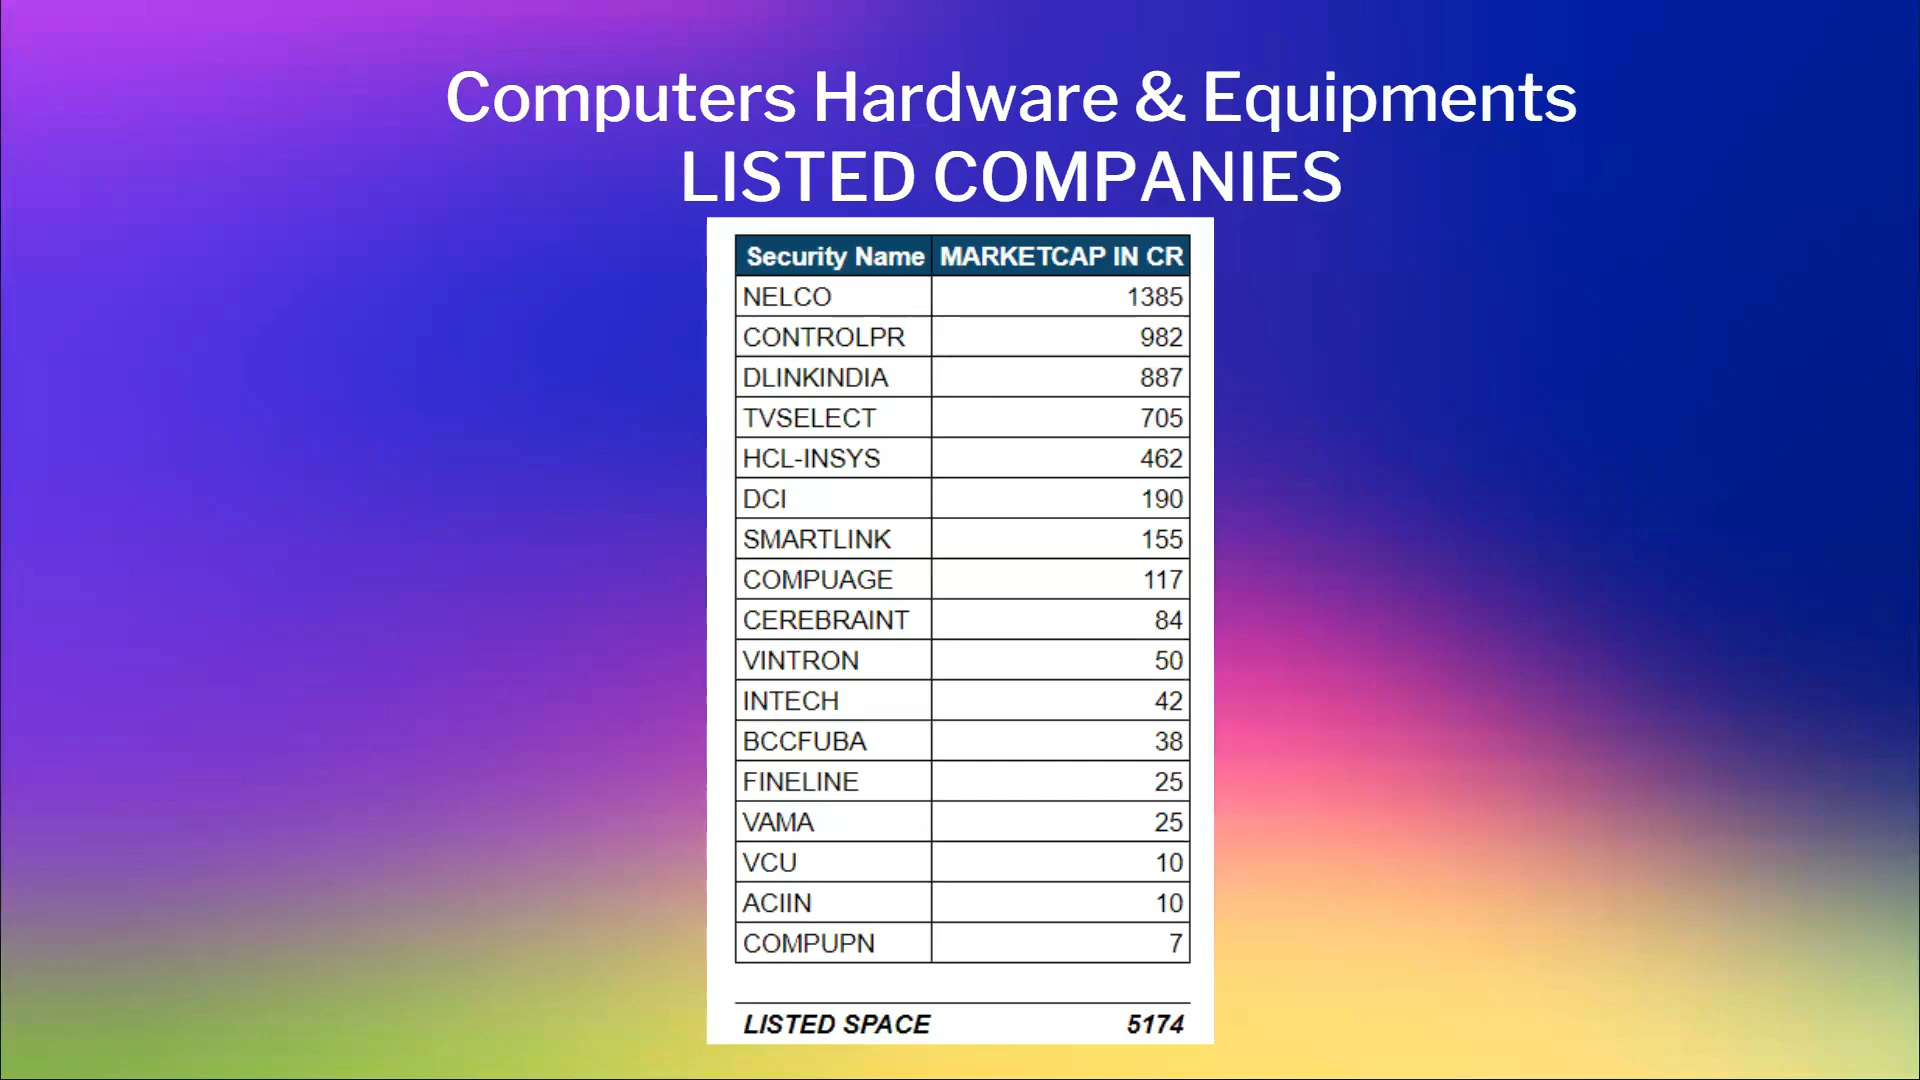 Computers Hardware & Equipments
LISTED COMPANIES
Security Name MARKETCAP IN CR
NELCO 1385
CONTROLPR 982
DLINKINDIA 887
TVSELECT 705
HCL-INSYS 462
DCI 190
SMARTLINK 155
COMPUAGE 117
CEREBRAINT 84
VINTRON 50
INTECH 42
BCCFUBA 38
FINELINE 25
VAMA 25
VCU 10
ACIIN 10
COMPUPN 7
LISTED SPACE 5174